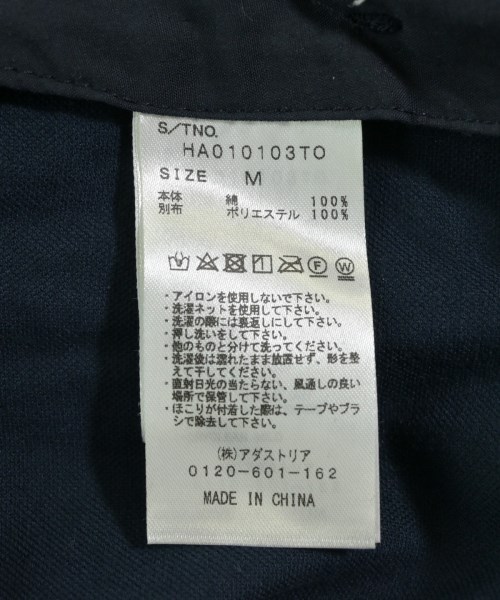 S/TNO.
HA010103TO
SIZE M
本体 綿 100%
別布 ポリエステル 100%
F W
・アイロンを使用しないで下さい。
・洗濯ネットを使用して下さい。
・洗濯の際には裏返しにして下さい。
・押し洗いをして下さい。
・他のものと分けて洗ってください。
・洗濯後は濡れたまま放置せず、形を整
えて干してください。
・直射日光の当たらない、風通しの良い
場所で保管して下さい。
・ほこりが付着した際は、テープやブラ
シで除去して下さい。
(株)アダストリア
0120-601-162
MADE IN CHINA